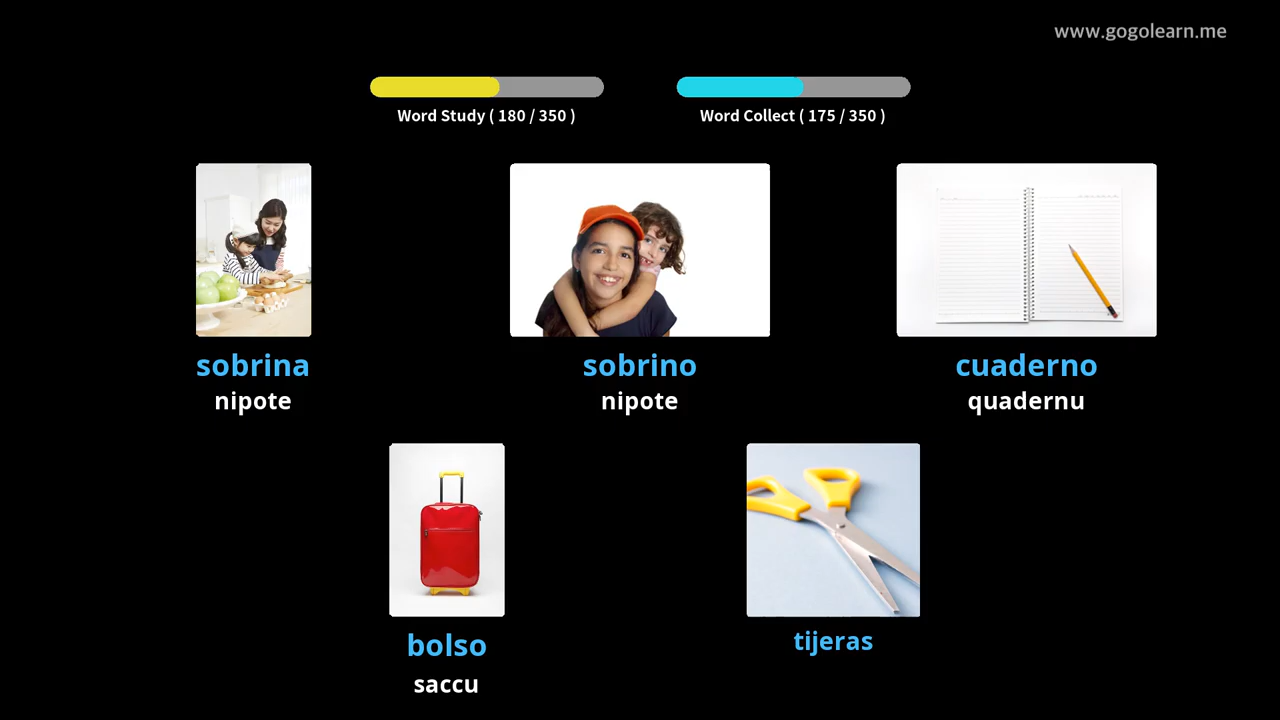 www.gogolearn.me
Word Study ( 180 / 350 )
Word Collect ( 175 / 350 )
sobrina
nipote
sobrino
nipote
cuaderno
quadernu
bolso
saccu
tijeras